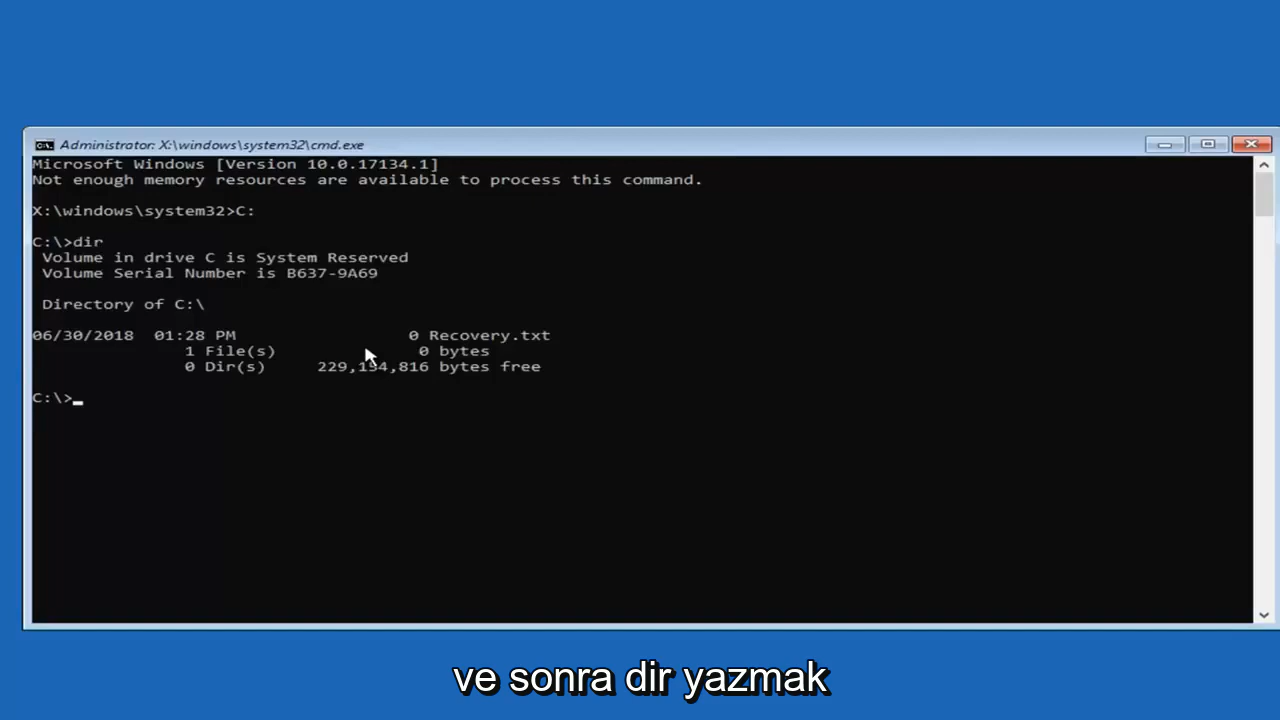 Administrator: X:\windows\system32\cmd.exe
Microsoft Windows [Version 10.0.17134.1]
Not enough memory resources are available to process this command.
X:\windows\system32>C:
C:\>dir
Volume in drive C is System Reserved
Volume Serial Number is B637-9A69
Directory of C:\
06/30/2018 01:28 PM 0 Recovery.txt
1 File(s) 0 bytes
0 Dir(s) 229,194,816 bytes free
C:\>_
ve sonra dir yazmak